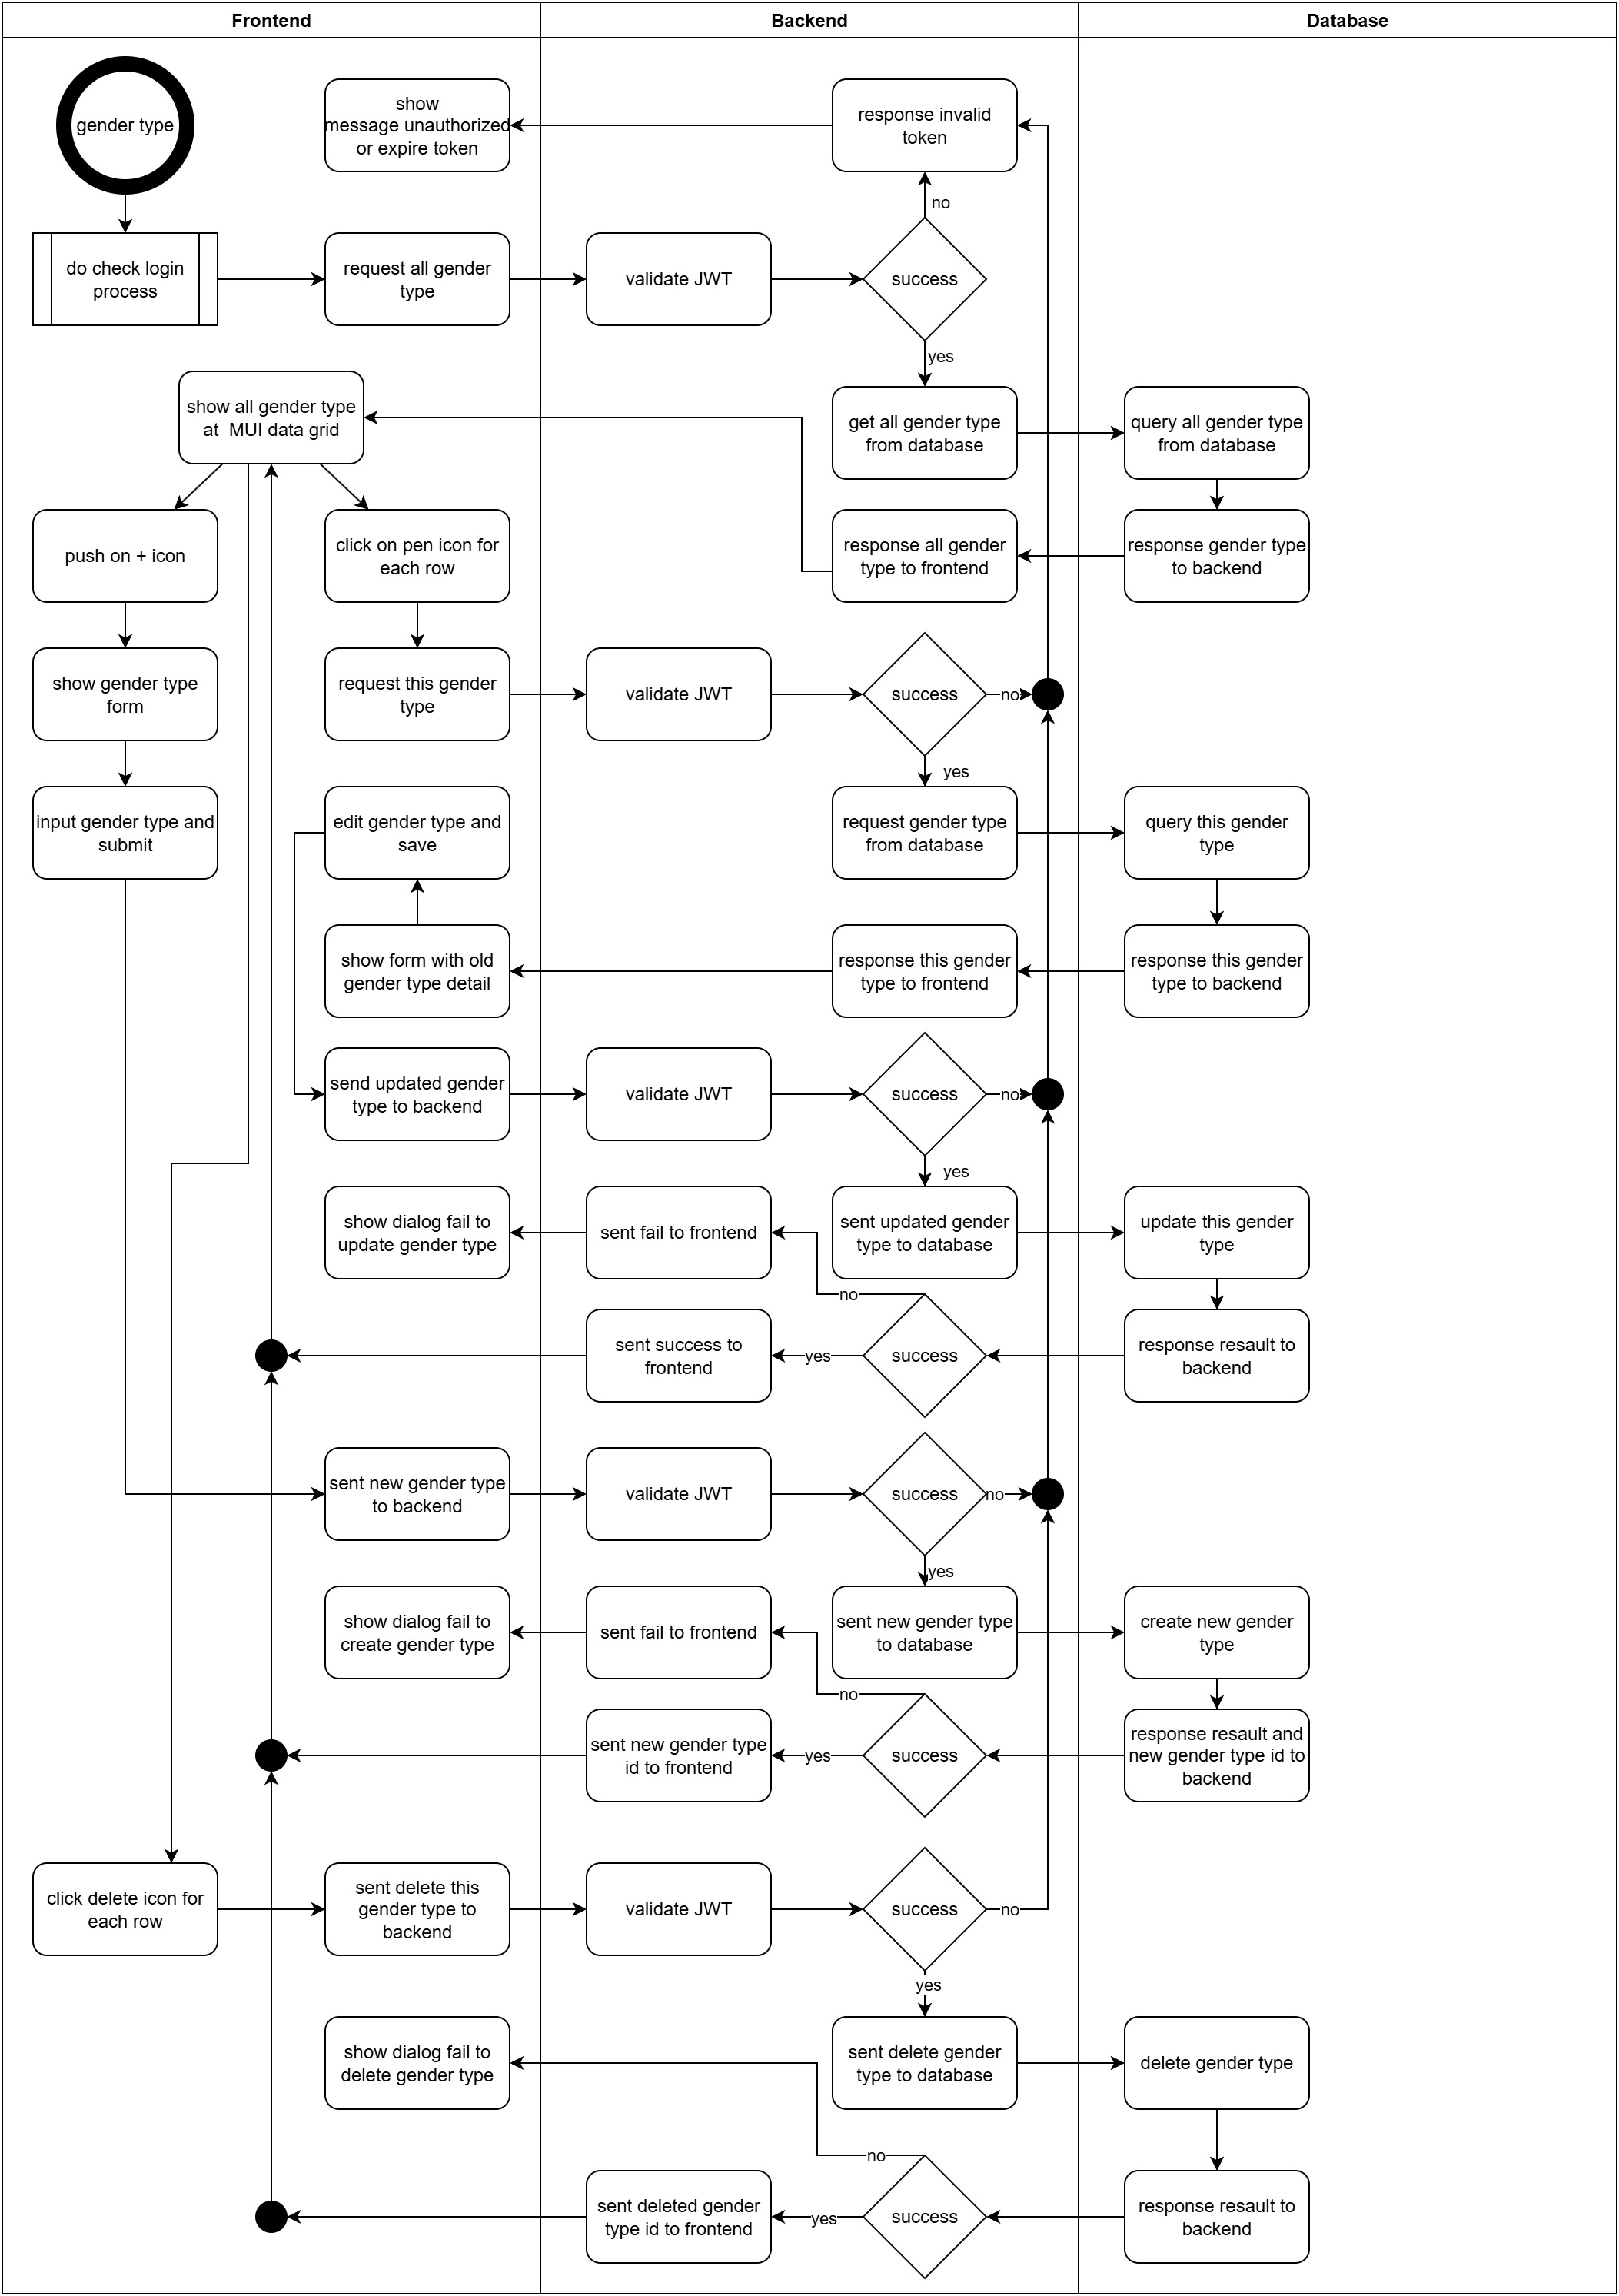 Frontend
Backend
Database
gender type
show
message unauthorized
or expire token
response invalid
token
no
do check login
process
request all gender
type
validate JWT
success
yes
show all gender type
at  MUI data grid
get all gender type
from database
query all gender type
from database
push on + icon
click on pen icon for
each row
response all gender
type to frontend
response gender type
to backend
show gender type
form
request this gender
type
validate JWT
success
no
yes
input gender type and
submit
edit gender type and
save
request gender type
from database
query this gender
type
show form with old
gender type detail
response this gender
type to frontend
response this gender
type to backend
send updated gender
type to backend
validate JWT
success
no
yes
show dialog fail to
update gender type
sent fail to frontend
sent updated gender
type to database
update this gender
type
no
sent success to
frontend
yes
success
response resault to
backend
sent new gender type
to backend
validate JWT
success
no
yes
show dialog fail to
create gender type
sent fail to frontend
sent new gender type
to database
create new gender
type
no
sent new gender type
id to frontend
yes
success
response resault and
new gender type id to
backend
click delete icon for
each row
sent delete this
gender type to
backend
validate JWT
success
no
yes
show dialog fail to
delete gender type
sent delete gender
type to database
delete gender type
no
sent deleted gender
type id to frontend
yes
success
response resault to
backend